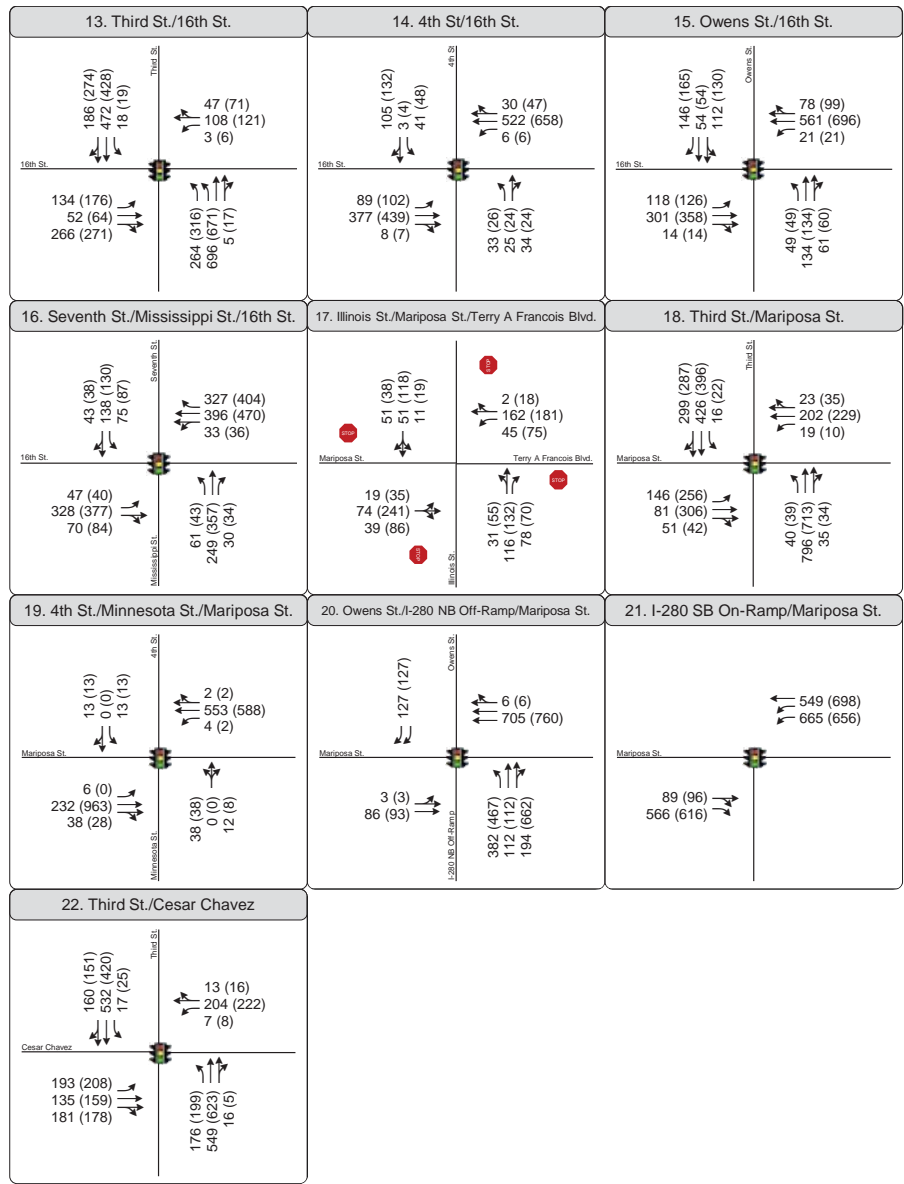 13. Third St./16th St.
Third St.
16th St.
186 (274)
472 (428)
18 (19)
47 (71)
108 (121)
3 (6)
134 (176)
52 (64)
266 (271)
264 (316)
696 (671)
5 (17)
14. 4th St/16th St.
4th St
16th St.
105 (132)
3 (4)
41 (48)
30 (47)
522 (658)
6 (6)
89 (102)
377 (439)
8 (7)
33 (26)
25 (24)
34 (24)
15. Owens St./16th St.
Owens St.
16th St.
146 (165)
54 (54)
112 (130)
78 (99)
561 (696)
21 (21)
118 (126)
301 (358)
14 (14)
49 (49)
134 (134)
61 (60)
16. Seventh St./Mississippi St./16th St.
Seventh St.
16th St.
Mississippi St.
43 (38)
138 (130)
75 (87)
327 (404)
396 (470)
33 (36)
47 (40)
328 (377)
70 (84)
61 (43)
249 (357)
30 (34)
17. Illinois St./Mariposa St./Terry A Francois Blvd.
STOP
STOP
STOP
STOP
Mariposa St.
Terry A Francois Blvd.
Illinois St.
51 (38)
51 (118)
11 (19)
2 (18)
162 (181)
45 (75)
19 (35)
74 (241)
39 (86)
31 (55)
116 (132)
78 (70)
18. Third St./Mariposa St.
Third St.
Mariposa St.
299 (287)
426 (396)
16 (22)
23 (35)
202 (229)
19 (10)
146 (256)
81 (306)
51 (42)
40 (39)
796 (713)
35 (34)
19. 4th St./Minnesota St./Mariposa St.
4th St.
Mariposa St.
Minnesota St.
13 (13)
0 (0)
13 (13)
2 (2)
553 (588)
4 (2)
6 (0)
232 (963)
38 (28)
38 (38)
0 (0)
12 (8)
20. Owens St./I-280 NB Off-Ramp/Mariposa St.
Owens St.
Mariposa St.
I-280 NB Off-Ramp
127 (127)
6 (6)
705 (760)
3 (3)
86 (93)
382 (467)
112 (112)
194 (662)
21. I-280 SB On-Ramp/Mariposa St.
Mariposa St.
549 (698)
665 (656)
89 (96)
566 (616)
22. Third St./Cesar Chavez
Third St.
Cesar Chavez
160 (151)
532 (420)
17 (25)
13 (16)
204 (222)
7 (8)
193 (208)
135 (159)
181 (178)
176 (199)
549 (623)
16 (5)